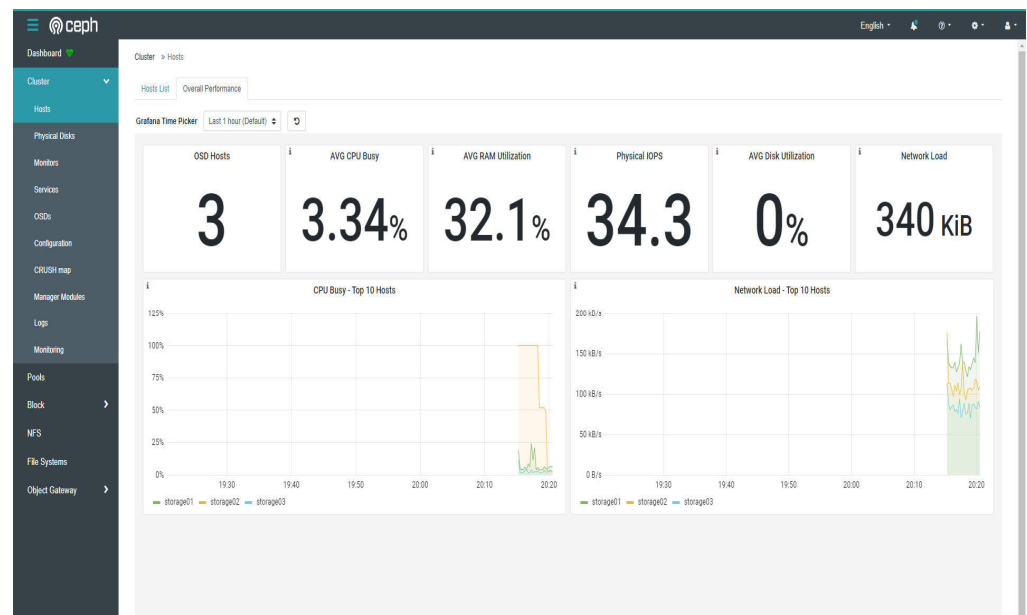 ceph
English
Dashboard
Cluster » Hosts
Cluster
Hosts List Overall Performance
Hosts
Grafana Time Picker Last 1 hour (Default)
Physical Disks
Monitors
Services
OSDs
Configuration
CRUSH map
Manager Modules
Logs
Monitoring
Pools
Block
NFS
File Systems
Object Gateway
OSD Hosts
3
AVG CPU Busy
3.34%
AVG RAM Utilization
32.1%
Physical IOPS
34.3
AVG Disk Utilization
0%
Network Load
340 KiB
CPU Busy - Top 10 Hosts
125%
100%
75%
50%
25%
0%
19:30 19:40 19:50 20:00 20:10 20:20
storage01 storage02 storage03
Network Load - Top 10 Hosts
200 kB/s
150 kB/s
100 kB/s
50 kB/s
0 B/s
19:30 19:40 19:50 20:00 20:10 20:20
storage01 storage02 storage03